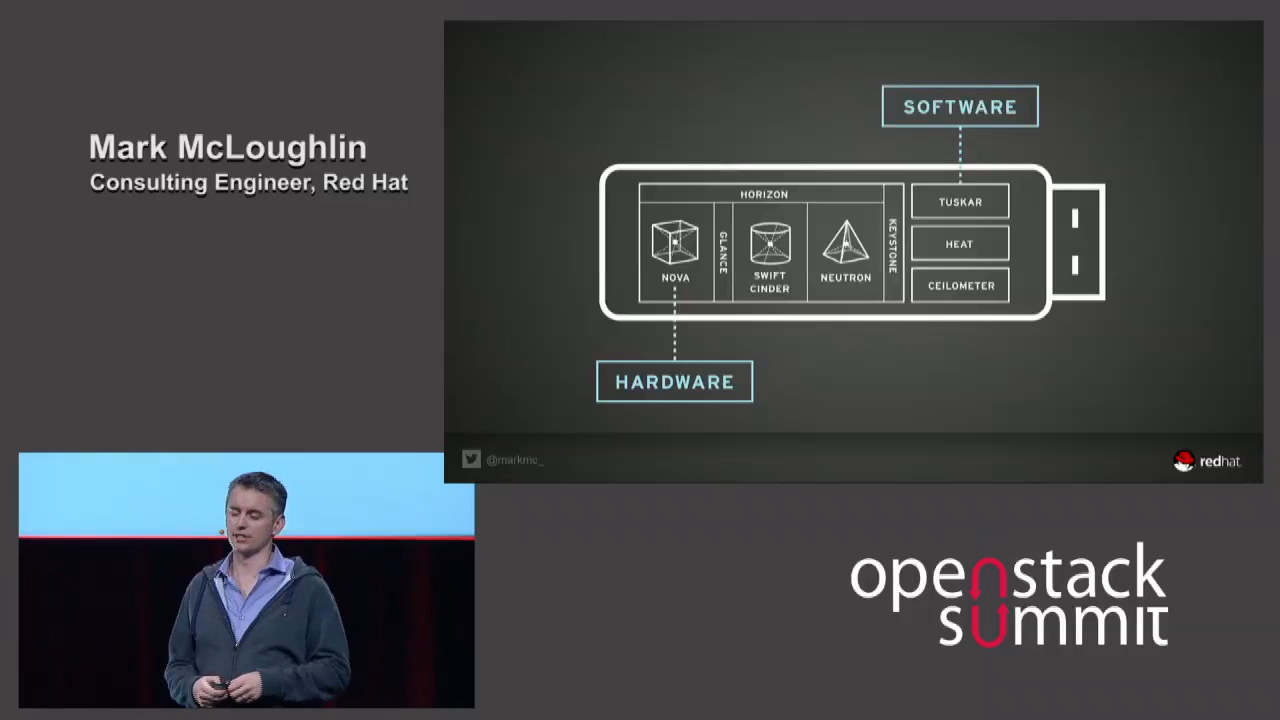 Mark McLoughlin
Consulting Engineer, Red Hat
SOFTWARE
HORIZON
NOVA
GLANCE
SWIFT
CINDER
NEUTRON
KEYSTONE
TUSKAR
HEAT
CEILOMETER
HARDWARE
@markmc_
redhat
openstack
summit